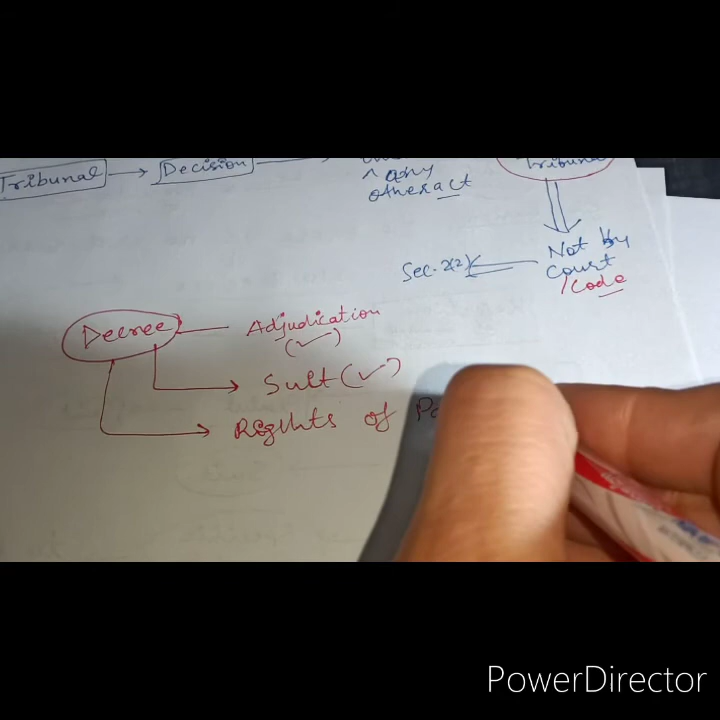 Tribunal → Decision
any
other act
Tribunal
Not by
Court
/Code
Sec. 2(2)
Decree — Adjudication
(✓)
Suit (✓)
Rights of
PowerDirector